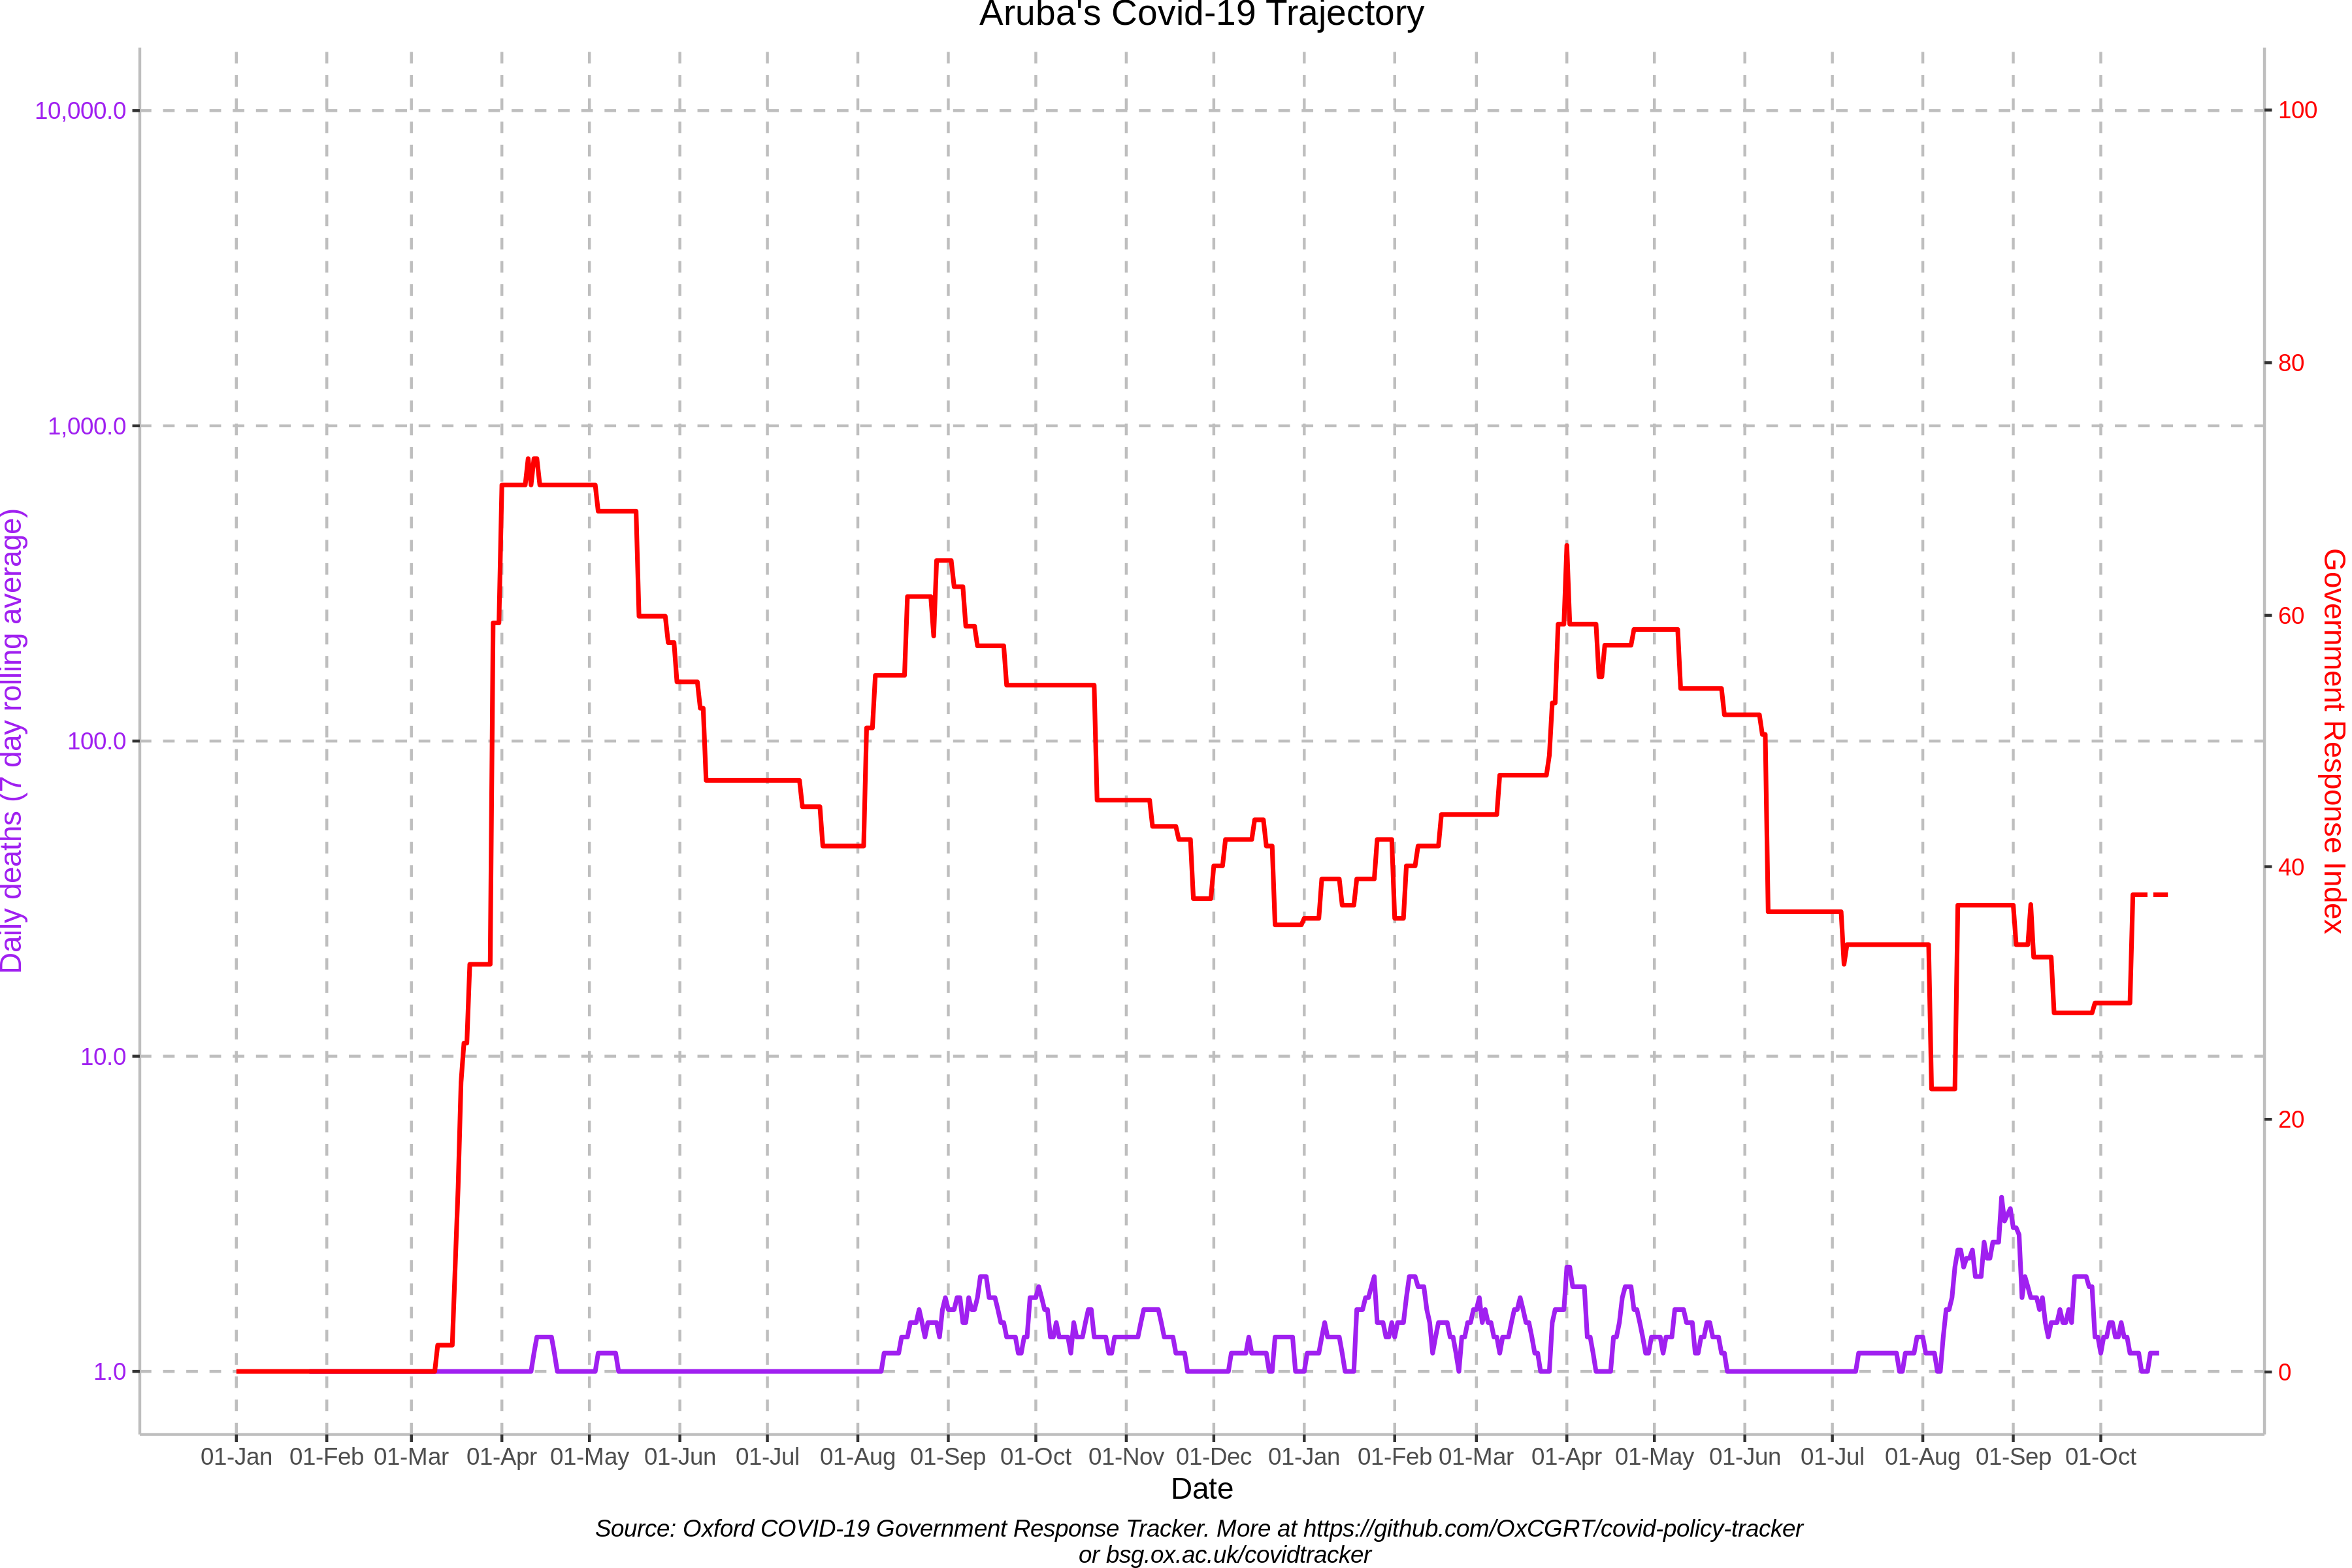 Aruba's Covid-19 Trajectory
10,000.0
1,000.0
100.0
10.0
1.0
Daily deaths (7 day rolling average)
100
80
60
40
20
0
Government Response Index
01-Jan 01-Feb 01-Mar 01-Apr 01-May 01-Jun 01-Jul 01-Aug 01-Sep 01-Oct 01-Nov 01-Dec 01-Jan 01-Feb 01-Mar 01-Apr 01-May 01-Jun 01-Jul 01-Aug 01-Sep 01-Oct
Date
Source: Oxford COVID-19 Government Response Tracker. More at https://github.com/OxCGRT/covid-policy-tracker
or bsg.ox.ac.uk/covidtracker